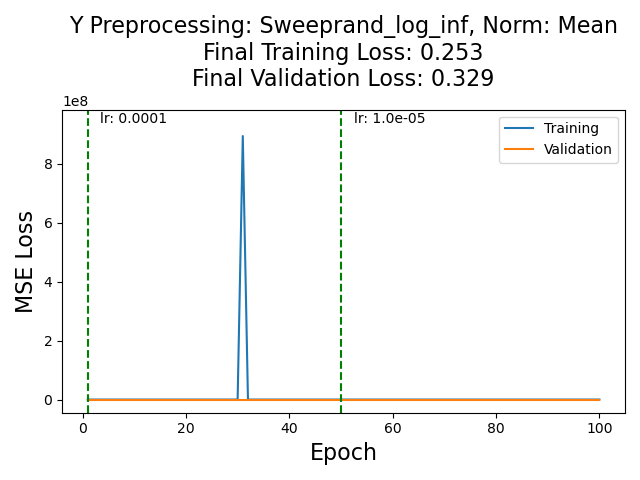 Y Preprocessing: Sweeprand_log_inf, Norm: Mean
Final Training Loss: 0.253
Final Validation Loss: 0.329
1e8
lr: 0.0001
lr: 1.0e-05
Training
Validation
8
6
4
2
0
MSE Loss
0
20
40
60
80
100
Epoch